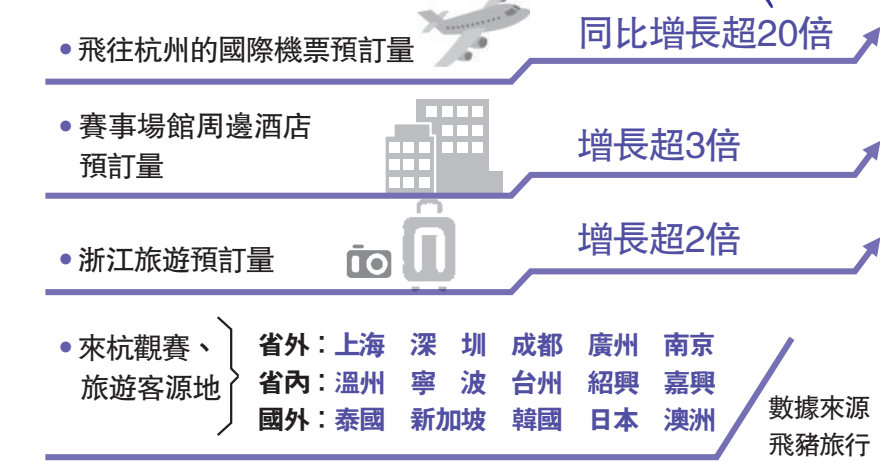 •飛往杭州的國際機票預訂量
同比增長超20倍
•賽事場館周邊酒店
預訂量
增長超3倍
•浙江旅遊預訂量
增長超2倍
•來杭觀賽、
旅遊客源地
省外：上海 深圳 成都 廣州 南京
省內：溫州 寧波 台州 紹興 嘉興
國外：泰國 新加坡 韓國 日本 澳洲
數據來源
飛豬旅行